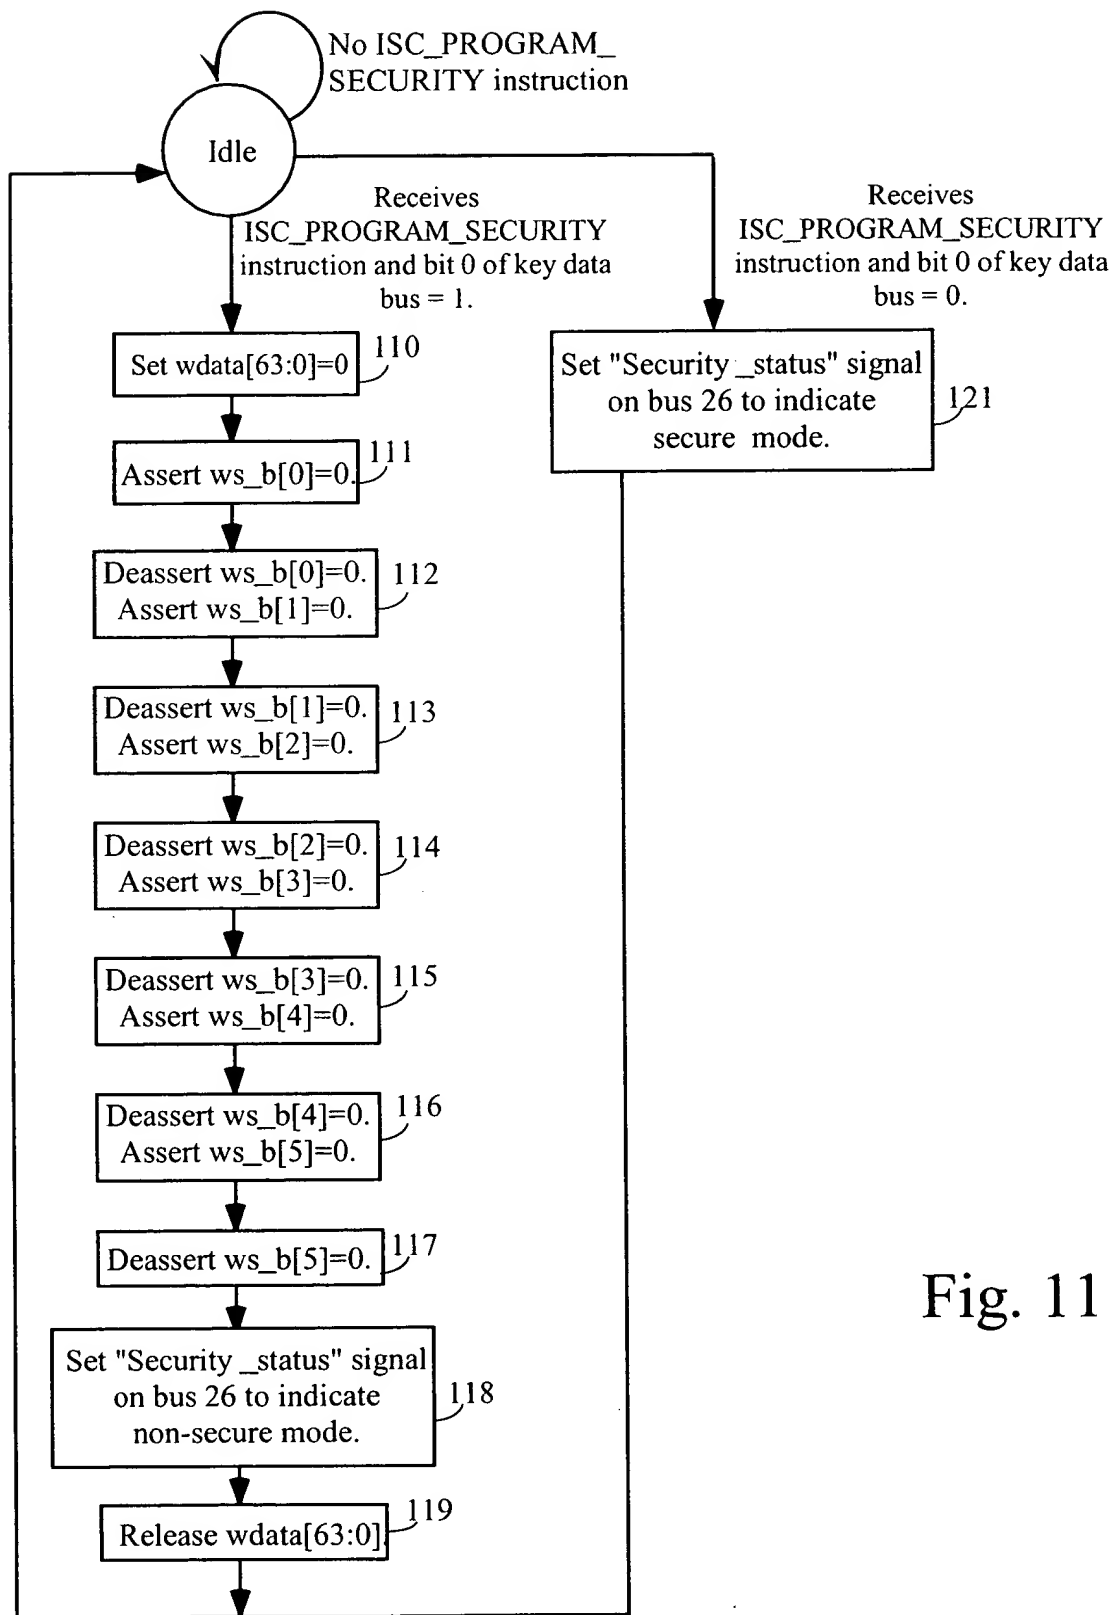 No ISC_PROGRAM_
SECURITY instruction
Idle
Receives
ISC_PROGRAM_SECURITY
instruction and bit 0 of key data
bus = 1.
Receives
ISC_PROGRAM_SECURITY
instruction and bit 0 of key data
bus = 0.
Set wdata[63:0]=0
110
Set "Security _status" signal
on bus 26 to indicate
secure mode.
121
Assert ws_b[0]=0.
111
Deassert ws_b[0]=0.
Assert ws_b[1]=0.
112
Deassert ws_b[1]=0.
Assert ws_b[2]=0.
113
Deassert ws_b[2]=0.
Assert ws_b[3]=0.
114
Deassert ws_b[3]=0.
Assert ws_b[4]=0.
115
Deassert ws_b[4]=0.
Assert ws_b[5]=0.
116
Deassert ws_b[5]=0.
117
Fig. 11
Set "Security _status" signal
on bus 26 to indicate
non-secure mode.
118
Release wdata[63:0].
119